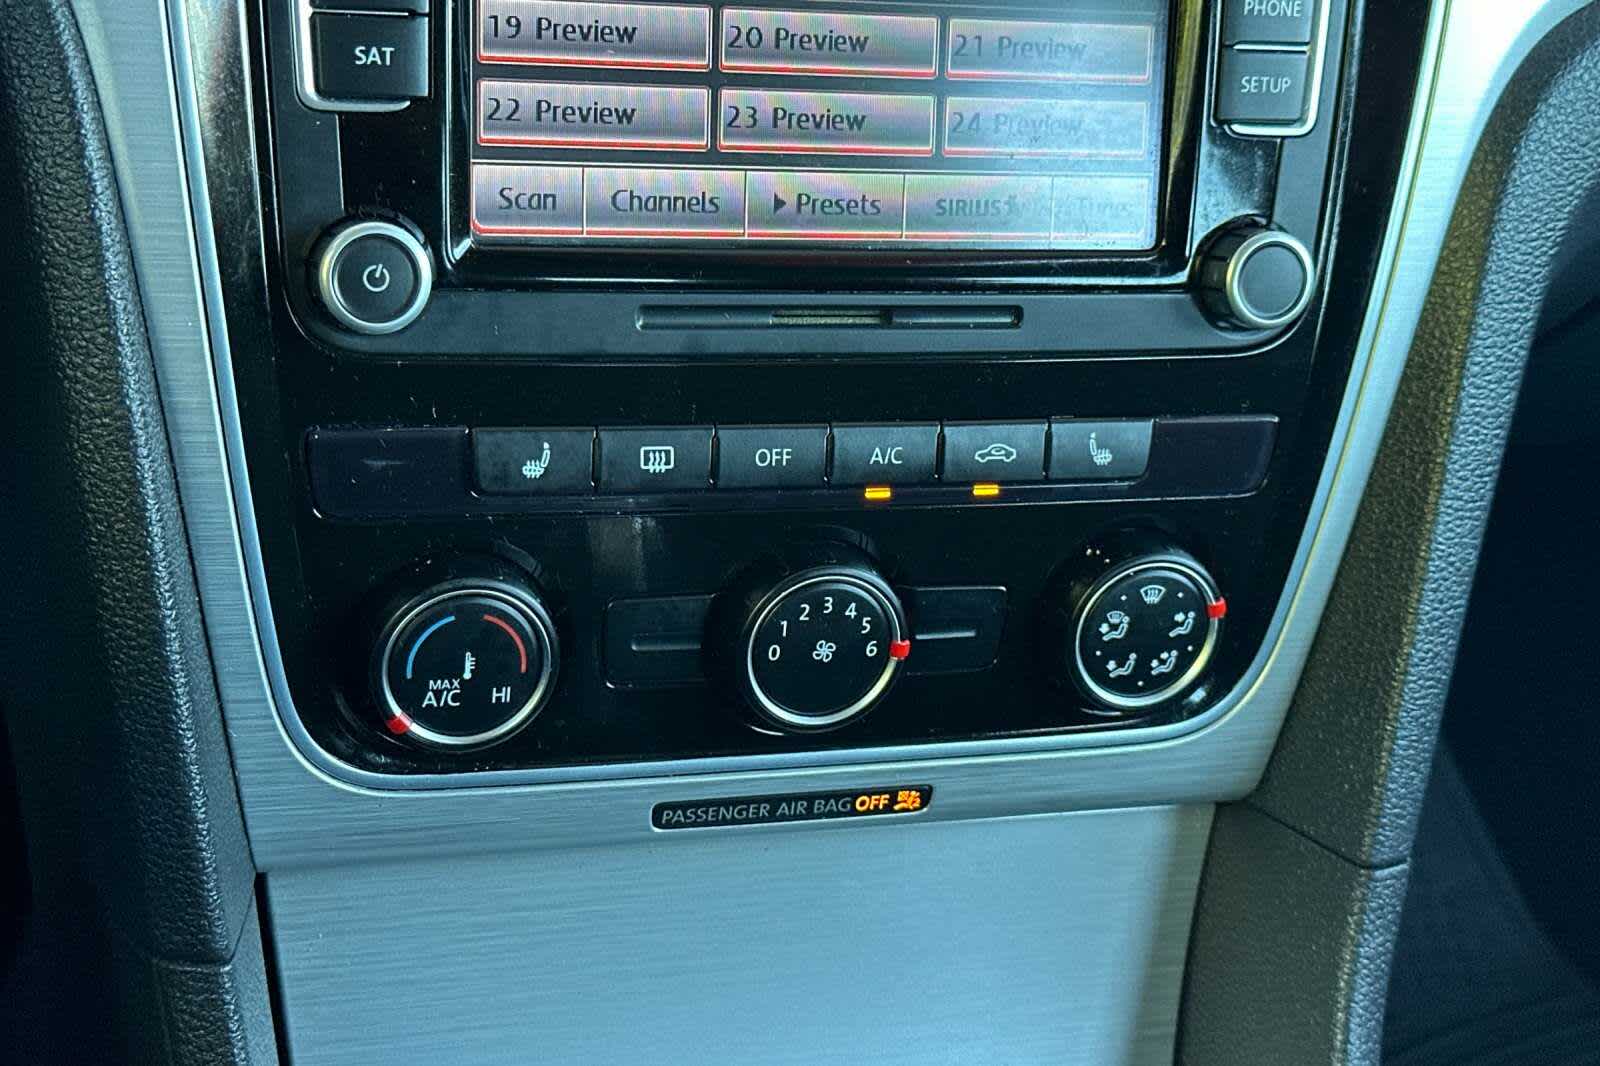 PHONE
SAT
SETUP
19 Preview
20 Preview
21 Preview
22 Preview
23 Preview
24 Preview
Scan
Channels
Presets
SIRIUS
OFF
A/C
MAX
A/C
HI
0 1 2 3 4 5 6
PASSENGER AIR BAG OFF